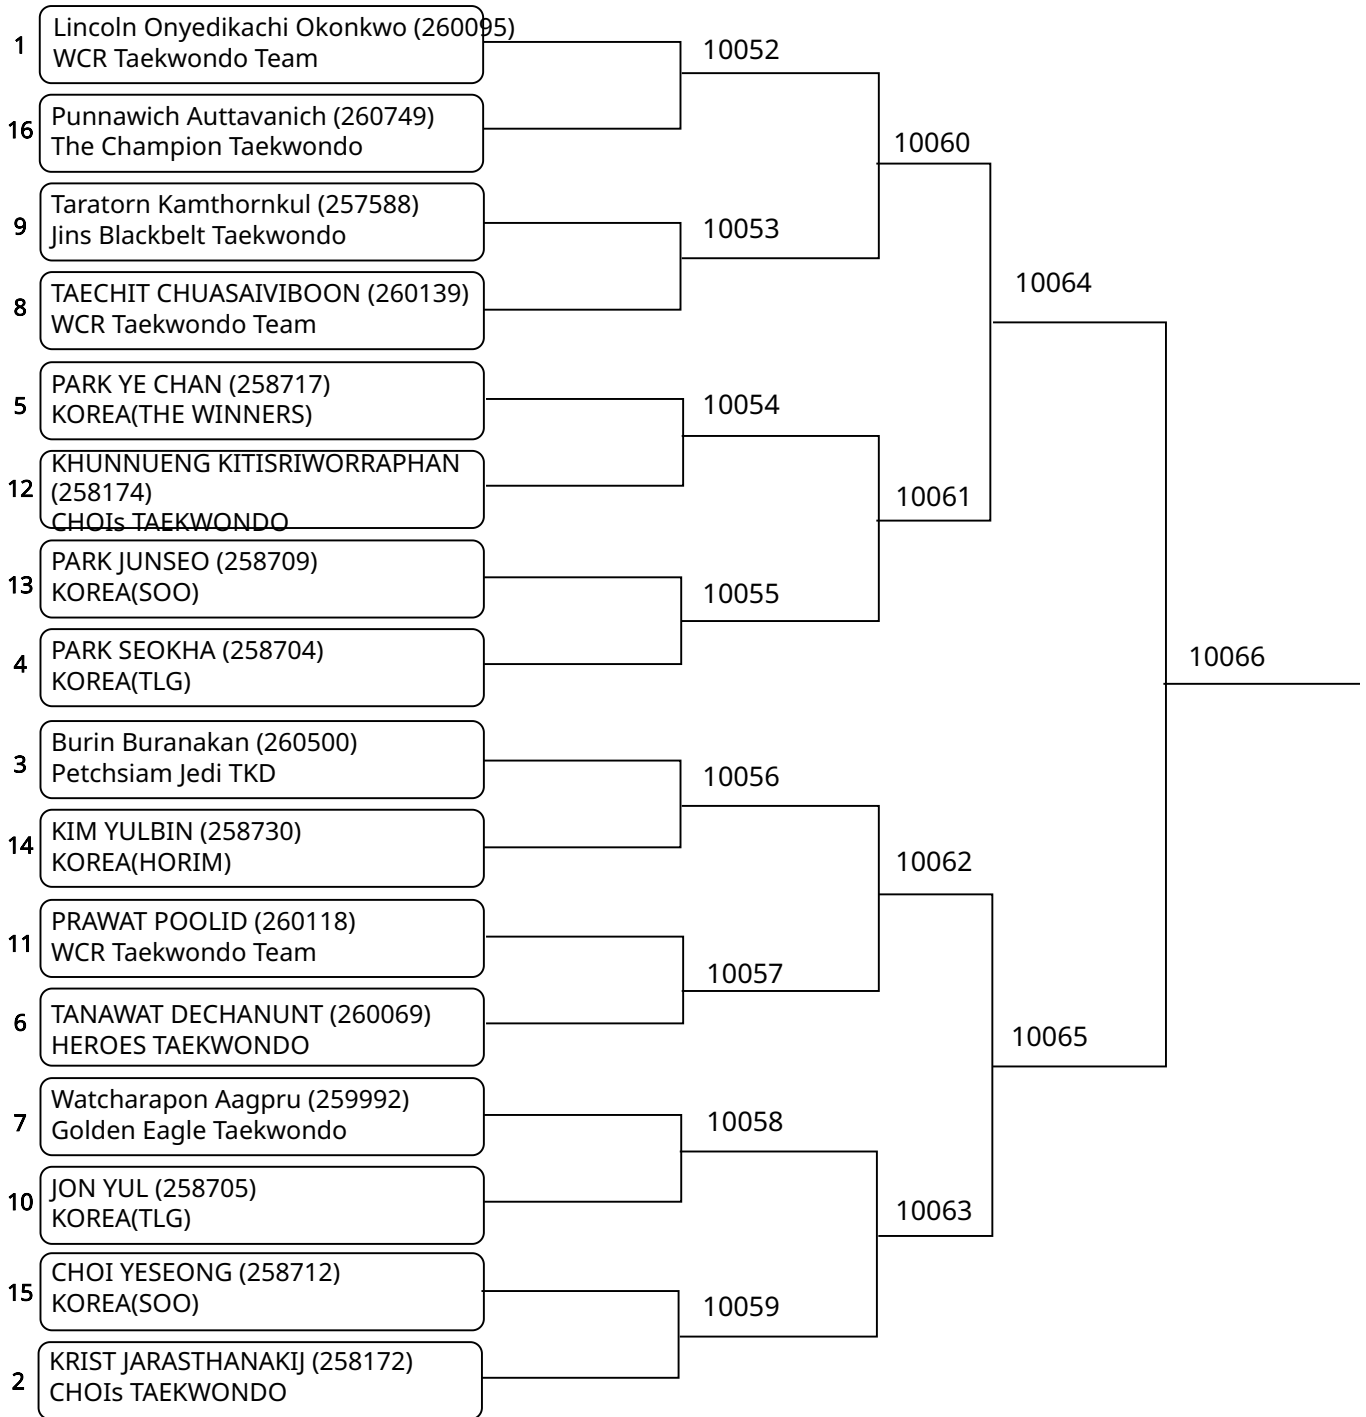 1
Lincoln Onyedikachi Okonkwo (260095)
WCR Taekwondo Team
10052
16
Punnawich Auttavanich (260749)
The Champion Taekwondo
10060
9
Taratorn Kamthornkul (257588)
Jins Blackbelt Taekwondo
10053
8
TAECHIT CHUASAIVIBOON (260139)
WCR Taekwondo Team
10064
5
PARK YE CHAN (258717)
KOREA(THE WINNERS)
10054
12
KHUNNUENG KITISRIWORRAPHAN
(258174)
CHOIs TAEKWONDO
10061
13
PARK JUNSEO (258709)
KOREA(SOO)
10055
4
PARK SEOKHA (258704)
KOREA(TLG)
10066
3
Burin Buranakan (260500)
Petchsiam Jedi TKD
10056
14
KIM YULBIN (258730)
KOREA(HORIM)
10062
11
PRAWAT POOLID (260118)
WCR Taekwondo Team
10057
6
TANAWAT DECHANUNT (260069)
HEROES TAEKWONDO
10065
7
Watcharapon Aagpru (259992)
Golden Eagle Taekwondo
10058
10
JON YUL (258705)
KOREA(TLG)
10063
15
CHOI YESEONG (258712)
KOREA(SOO)
10059
2
KRIST JARASTHANAKIJ (258172)
CHOIs TAEKWONDO